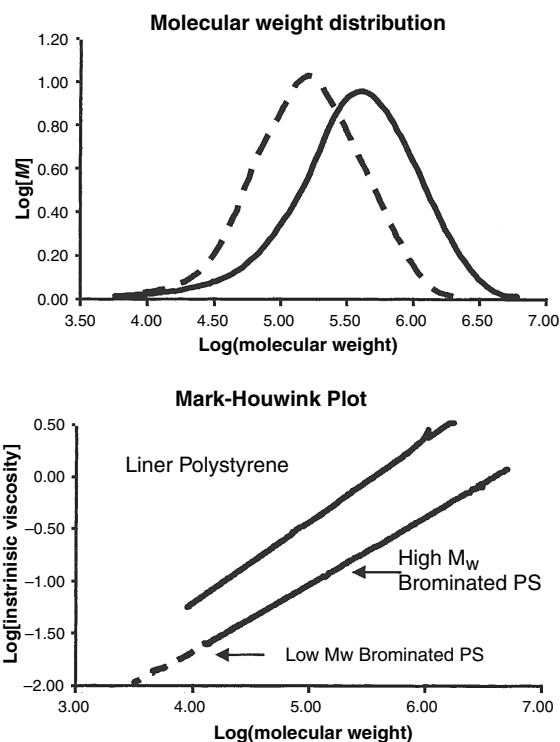 Molecular weight distribution
1.20
1.00
0.80
0.60
0.40
0.20
0.00
Log[M]
3.50 4.00 4.50 5.00 5.50 6.00 6.50 7.00
Log(molecular weight)
Mark-Houwink Plot
0.50
0.00
−0.50
−1.00
−1.50
−2.00
Log[instrinisic viscosity]
Liner Polystyrene
High Mw
Brominated PS
Low Mw Brominated PS
3.00 4.00 5.00 6.00 7.00
Log(molecular weight)